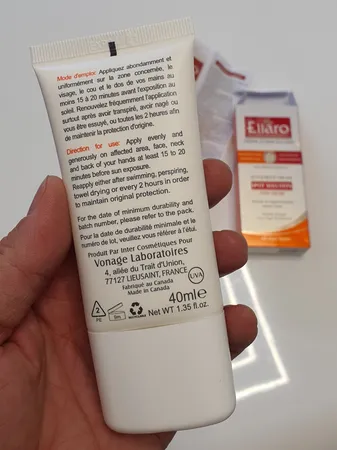 Mode d'emploi: Appliquez abondamment et
uniformément sur la zone concernée, le
visage, le cou et le dos de vos mains au
moins 15 à 20 minutes avant l'exposition au
soleil. Renouvelez fréquemment l'application
surtout après avoir transpiré, avoir nagé ou
vous être essuyé, ou toutes les 2 heures afin
de maintenir la protection d'origine.
Direction for use: Apply evenly and
generously on affected area, face, neck
and back of your hands at least 15 to 20
minutes before sun exposure.
Reapply either after swimming, perspiring,
towel drying or every 2 hours in order
to maintain original protection.
For the date of minimum durability and
batch number, please refer to the pack.
Pour la date de durabilité minimale et le
numéro de lot, veuillez vous référer à l'étui.
Produit Par Inter Cosmétiques Pour
Vonage Laboratoires
4, allée du Trait d'Union,
77127 LIEUSAINT, FRANCE
Fabriqué au Canada
Made in Canada
UVA
40ml e
Net WT 1.35 fl.oz.
2
PE
Ellaro
SPOT SOLUTION